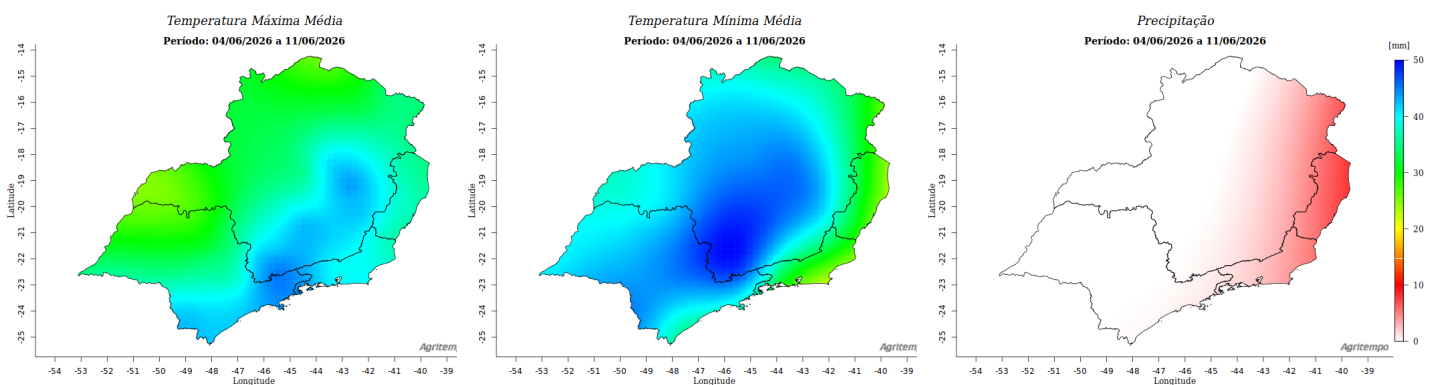 Temperatura Máxima Média
Período: 04/06/2026 a 11/06/2026
Latitude
-14
-15
-16
-17
-18
-19
-20
-21
-22
-23
-24
-25
-54 -53 -52 -51 -50 -49 -48 -47 -46 -45 -44 -43 -42 -41 -40 -39
Longitude
Agritem
Temperatura Mínima Média
Período: 04/06/2026 a 11/06/2026
Latitude
-14
-15
-16
-17
-18
-19
-20
-21
-22
-23
-24
-25
-54 -53 -52 -51 -50 -49 -48 -47 -46 -45 -44 -43 -42 -41 -40 -39
Longitude
Agritem
Precipitação
Período: 04/06/2026 a 11/06/2026
Latitude
-14
-15
-16
-17
-18
-19
-20
-21
-22
-23
-24
-25
-54 -53 -52 -51 -50 -49 -48 -47 -46 -45 -44 -43 -42 -41 -40 -39
Longitude
Agritempo
[mm]
50
40
30
20
10
0